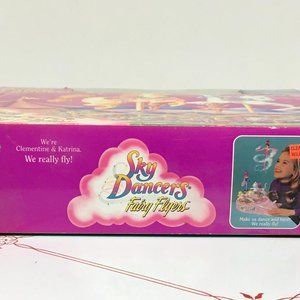 We're
Clementine & Katrina.
We really fly!
Sky
Dancers
Fairy Flyers
Make us dance and twirl.
We really fly!